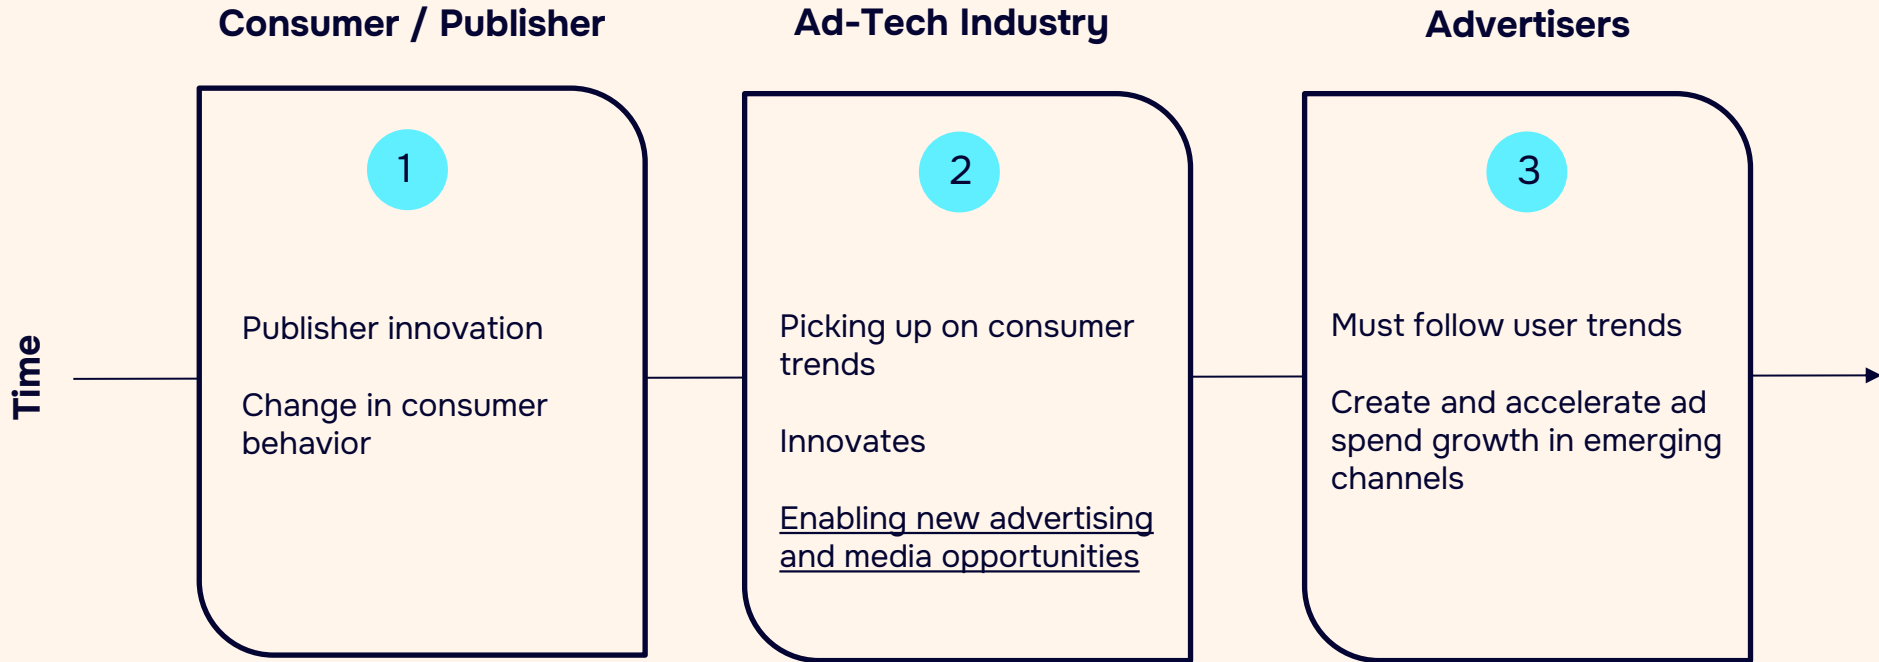 Consumer / Publisher
Ad-Tech Industry
Advertisers
Time
1
Publisher innovation
Change in consumer
behavior
2
Picking up on consumer
trends
Innovates
Enabling new advertising
and media opportunities
3
Must follow user trends
Create and accelerate ad
spend growth in emerging
channels